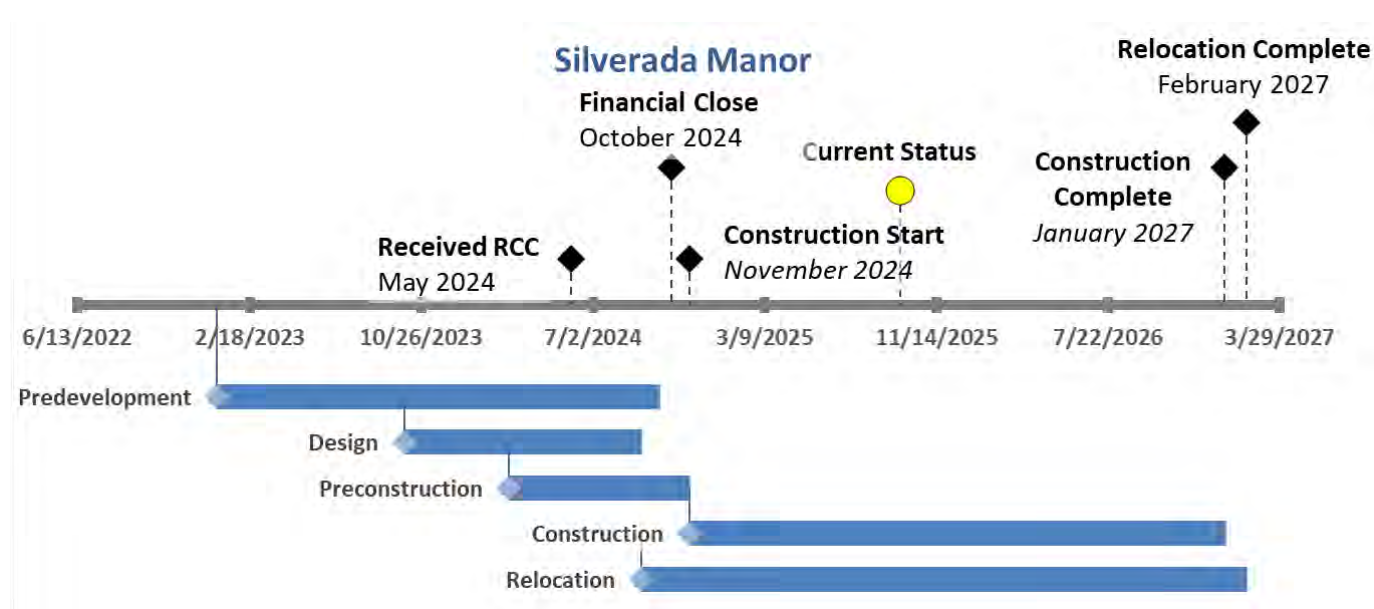 Silverada Manor
Relocation Complete
February 2027
Financial Close
October 2024
Current Status
Construction
Complete
January 2027
Received RCC
May 2024
Construction Start
November 2024
6/13/2022 2/18/2023 10/26/2023 7/2/2024 3/9/2025 11/14/2025 7/22/2026 3/29/2027
Predevelopment
Design
Preconstruction
Construction
Relocation